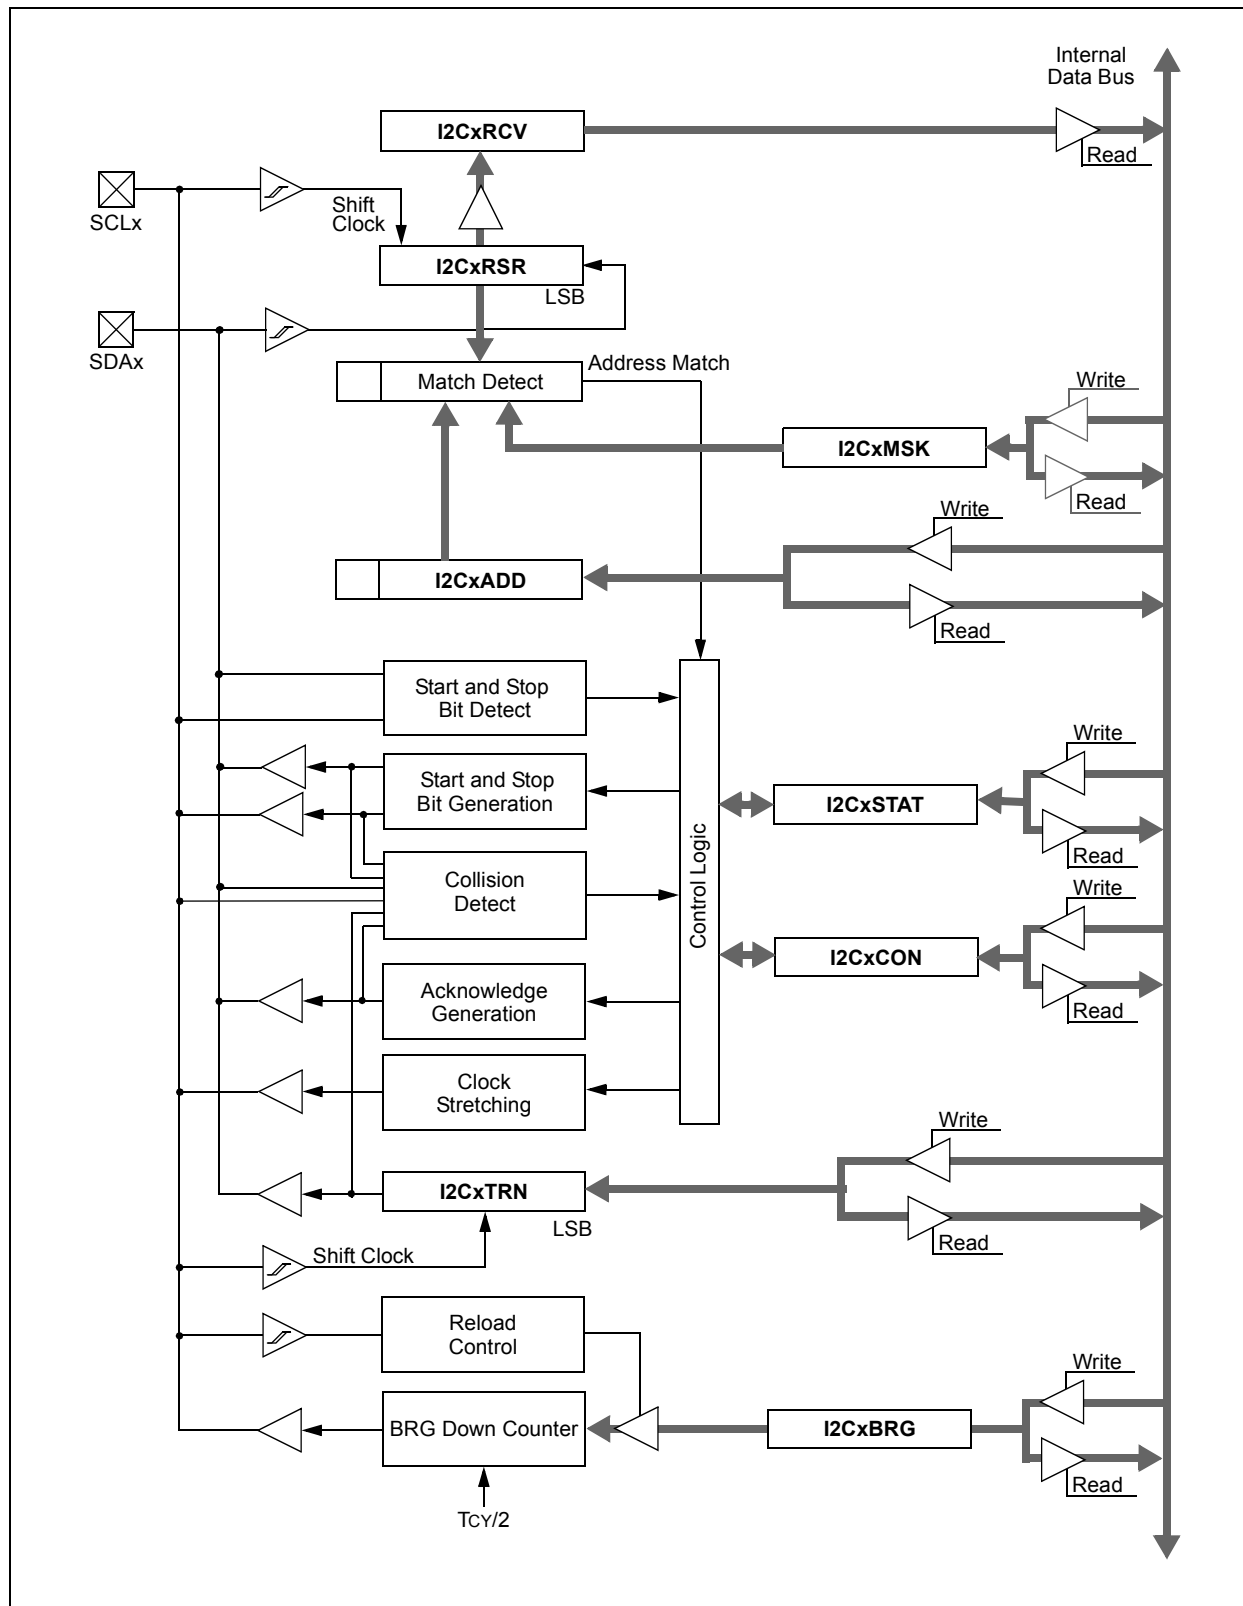 Internal
Data Bus
I2CxRCV
Read
SCLx
Shift
Clock
I2CxRSR
LSB
SDAx
Address Match
Match Detect
Write
I2CxMSK
Read
Write
I2CxADD
Read
Start and Stop
Bit Detect
Write
Start and Stop
Bit Generation
I2CxSTAT
Read
Control Logic
Collision
Detect
Write
I2CxCON
Acknowledge
Generation
Read
Clock
Stretching
Write
I2CxTRN
LSB
Read
Shift Clock
Reload
Control
Write
BRG Down Counter
I2CxBRG
Read
TCY/2